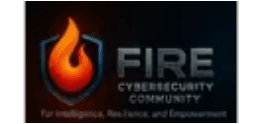 FIRE
CYBERSECURITY
COMMUNITY
For Intelligence, Resilience, and Empowerment